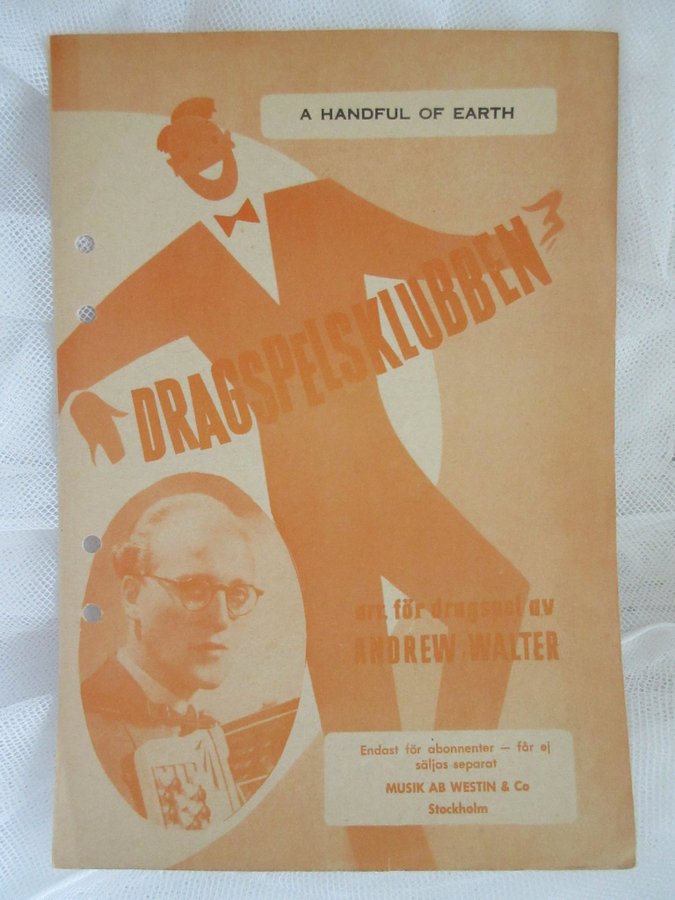 A HANDFUL OF EARTH
DRAGSPELSKLUBBEN
arr. för dragspel av
ANDREW WALTER
Endast för abonnenter — får ej
säljas separat
MUSIK AB WESTIN & Co
Stockholm